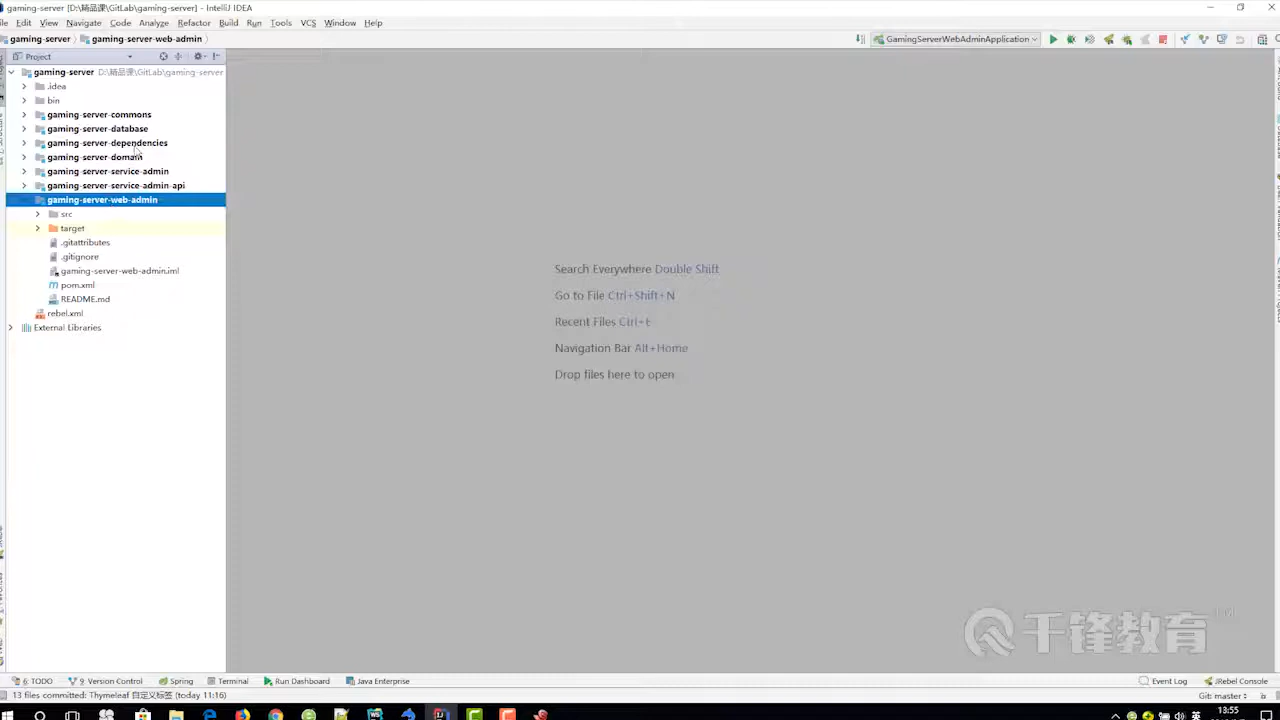 gaming-server [D:\精品课\GitLab\gaming-server] - IntelliJ IDEA
File Edit View Navigate Code Analyze Refactor Build Run Tools VCS Window Help
gaming-server gaming-server-web-admin GamingServerWebAdminApplication
Project
gaming-server D:\精品课\GitLab\gaming-server
.idea
bin
gaming-server-commons
gaming-server-database
gaming-server-dependencies
gaming-server-domain
gaming-server-service-admin
gaming-server-service-admin-api
gaming-server-web-admin
src
target
.gitattributes
.gitignore
gaming-server-web-admin.iml
pom.xml
README.md
rebel.xml
External Libraries
Search Everywhere Double Shift
Go to File Ctrl+Shift+N
Recent Files Ctrl+E
Navigation Bar Alt+Home
Drop files here to open
千锋教育 TM
6: TODO 9: Version Control Spring Terminal Run Dashboard Java Enterprise Event Log JRebel Console
13 files committed: Thymeleaf 自定义标签 (today 11:16) Git: master
英 13:55